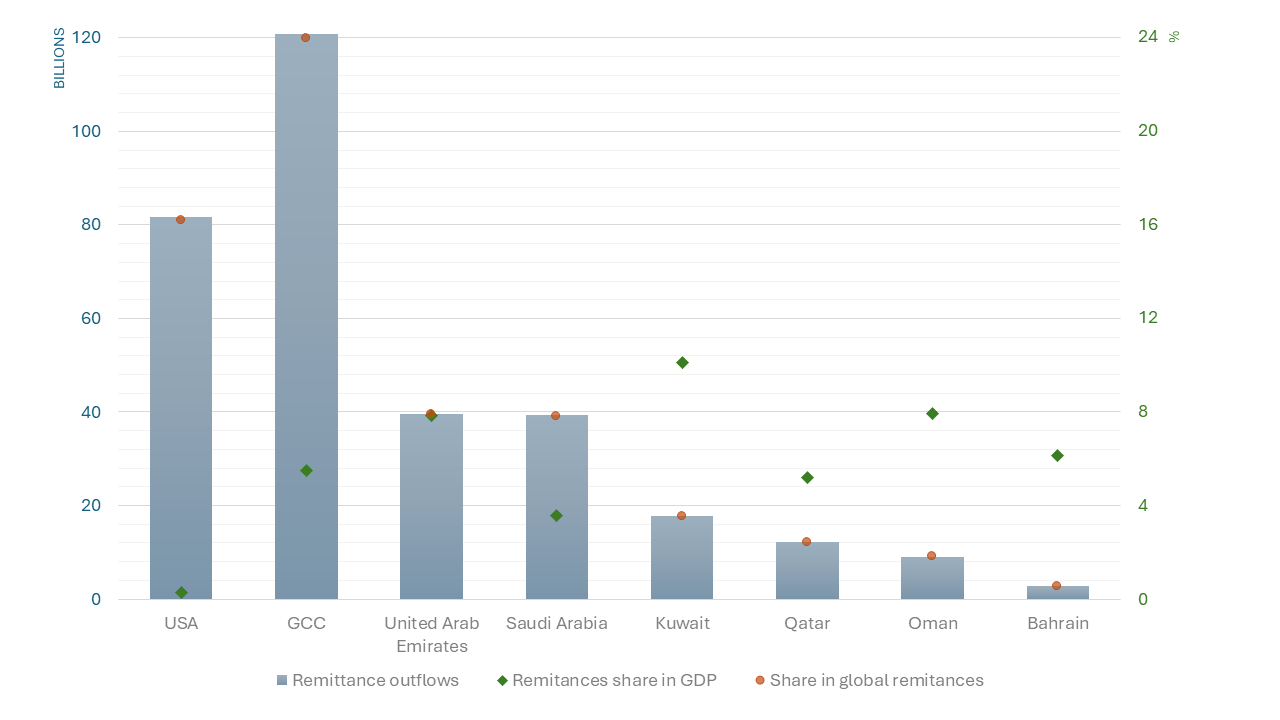 BILLIONS
120
100
80
60
40
20
0
24 %
20
16
12
8
4
0
USA
GCC
United Arab
Emirates
Saudi Arabia
Kuwait
Qatar
Oman
Bahrain
Remittance outflows
Remitances share in GDP
Share in global remitances